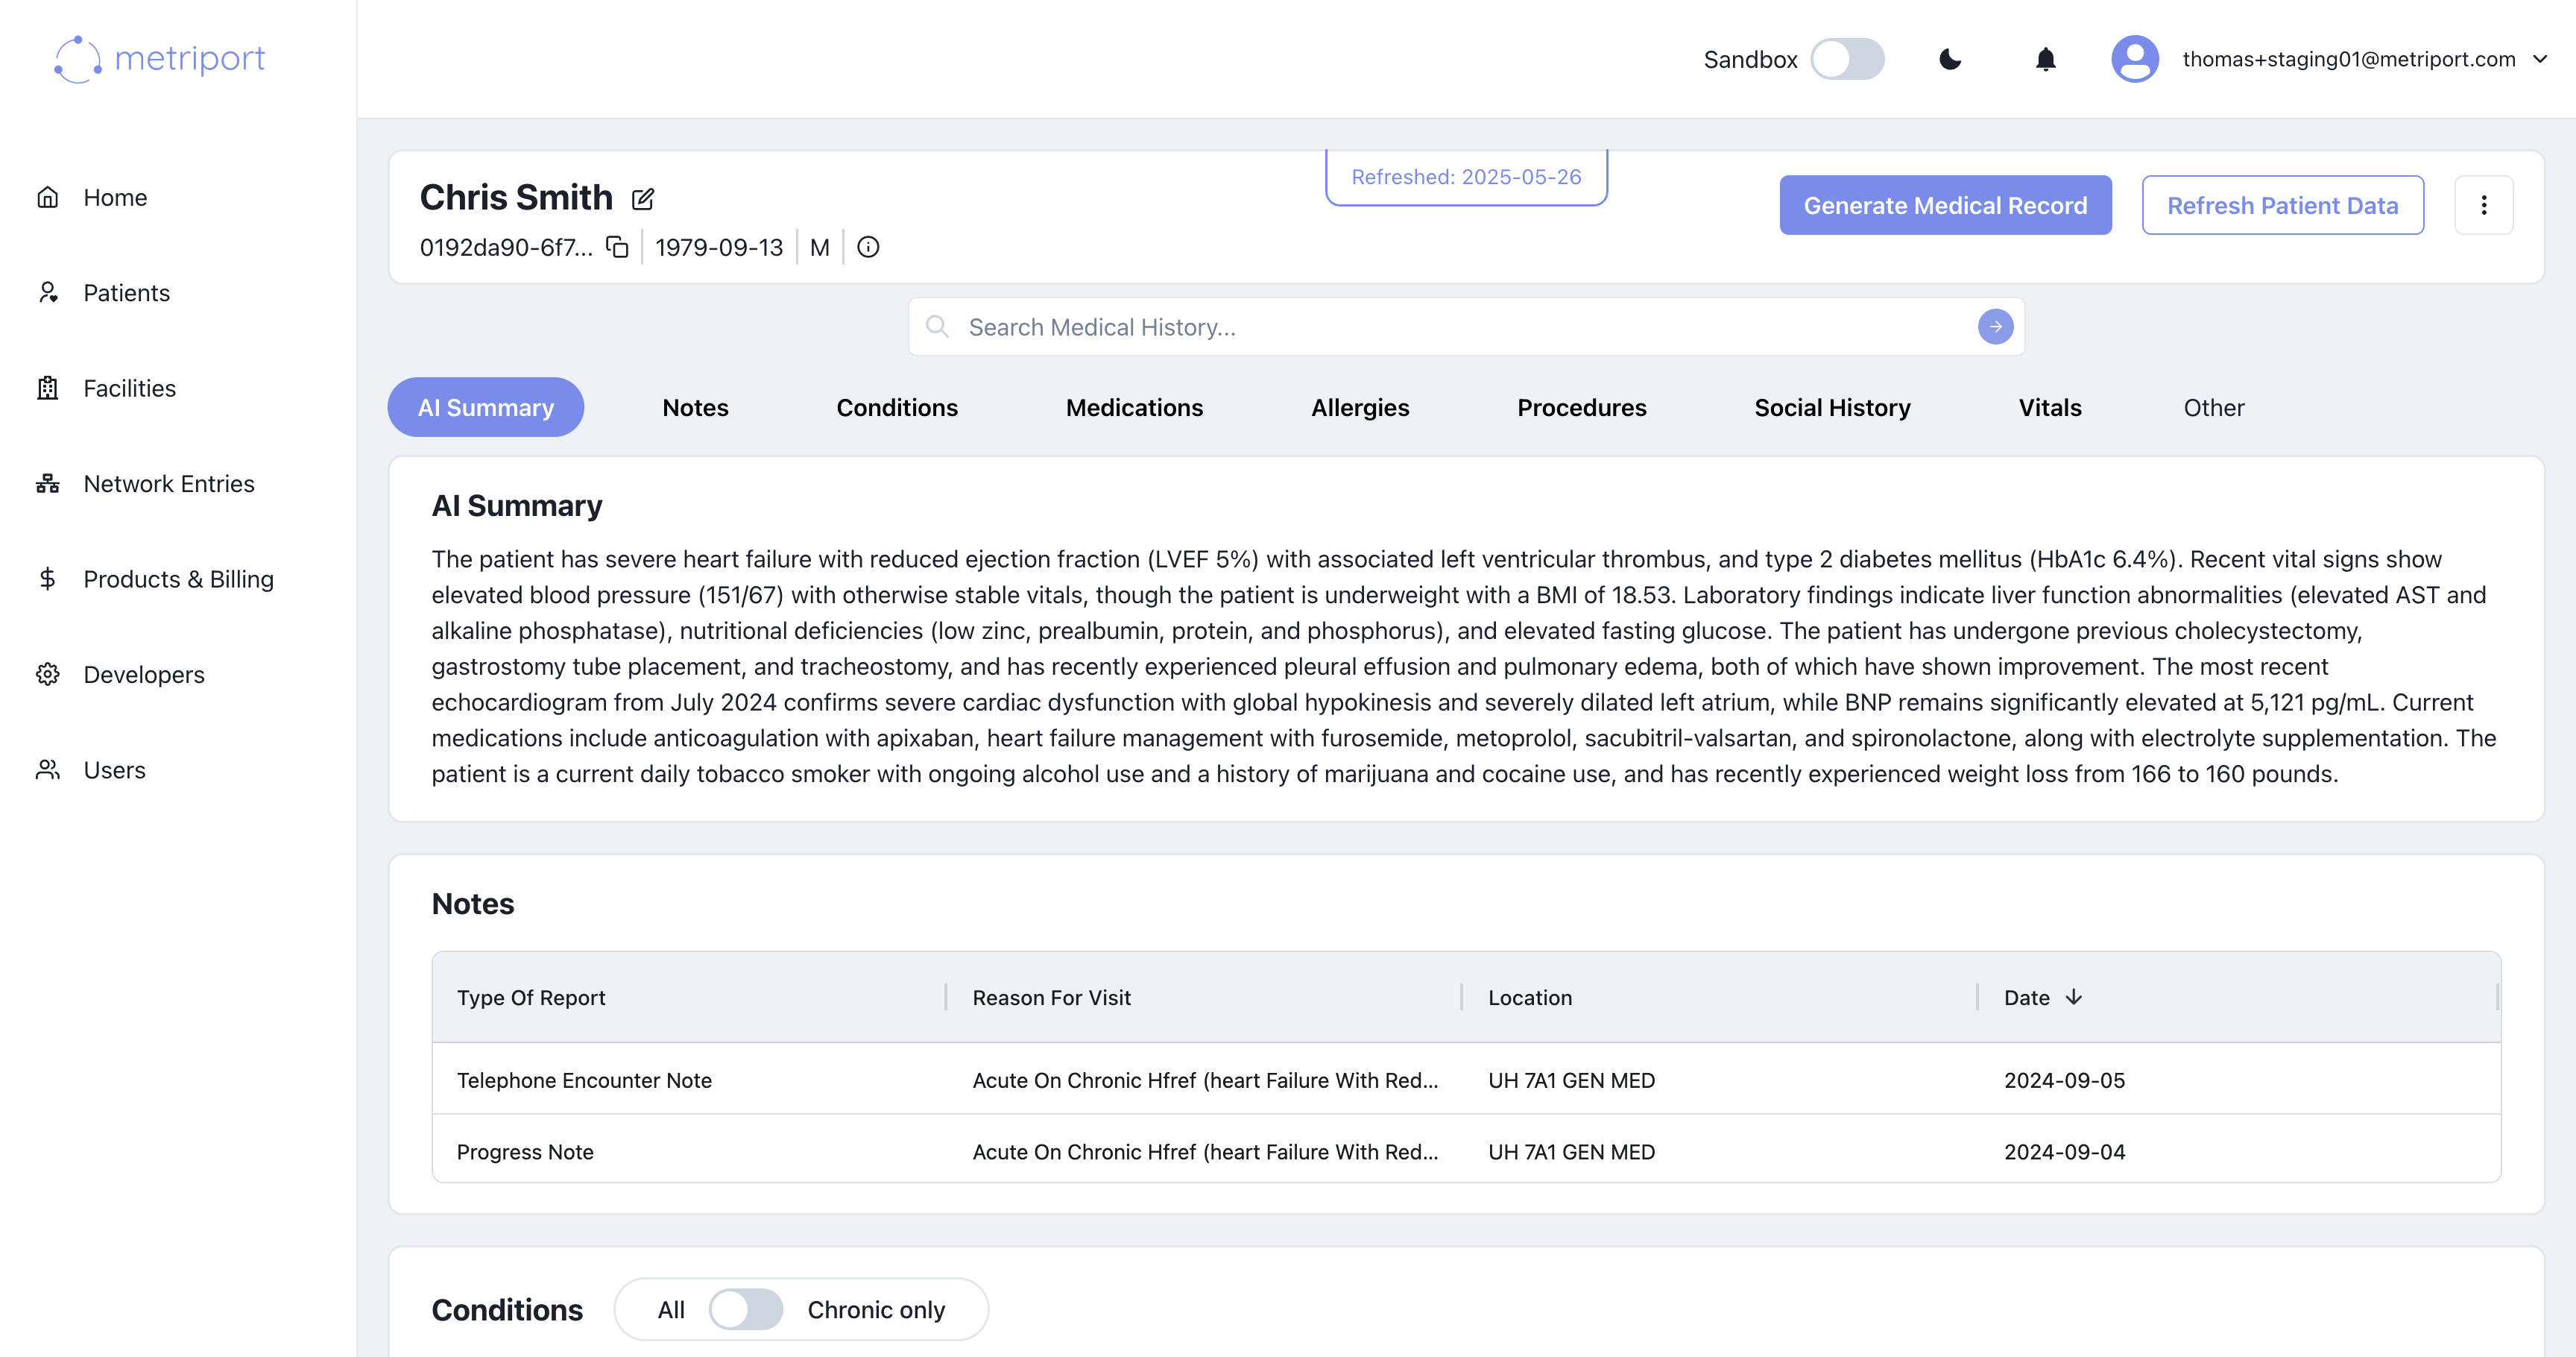 metriport
Sandbox
thomas+staging01@metriport.com
Home
Patients
Facilities
Network Entries
Products & Billing
Developers
Users
Chris Smith
0192da90-6f7... 1979-09-13 M
Refreshed: 2025-05-26
Generate Medical Record
Refresh Patient Data
Search Medical History...
AI Summary Notes Conditions Medications Allergies Procedures Social History Vitals Other
AI Summary
The patient has severe heart failure with reduced ejection fraction (LVEF 5%) with associated left ventricular thrombus, and type 2 diabetes mellitus (HbA1c 6.4%). Recent vital signs show
elevated blood pressure (151/67) with otherwise stable vitals, though the patient is underweight with a BMI of 18.53. Laboratory findings indicate liver function abnormalities (elevated AST and
alkaline phosphatase), nutritional deficiencies (low zinc, prealbumin, protein, and phosphorus), and elevated fasting glucose. The patient has undergone previous cholecystectomy,
gastrostomy tube placement, and tracheostomy, and has recently experienced pleural effusion and pulmonary edema, both of which have shown improvement. The most recent
echocardiogram from July 2024 confirms severe cardiac dysfunction with global hypokinesis and severely dilated left atrium, while BNP remains significantly elevated at 5,121 pg/mL. Current
medications include anticoagulation with apixaban, heart failure management with furosemide, metoprolol, sacubitril-valsartan, and spironolactone, along with electrolyte supplementation. The
patient is a current daily tobacco smoker with ongoing alcohol use and a history of marijuana and cocaine use, and has recently experienced weight loss from 166 to 160 pounds.
Notes
Type Of Report Reason For Visit Location Date
Telephone Encounter Note Acute On Chronic Hfref (heart Failure With Red... UH 7A1 GEN MED 2024-09-05
Progress Note Acute On Chronic Hfref (heart Failure With Red... UH 7A1 GEN MED 2024-09-04
Conditions All Chronic only